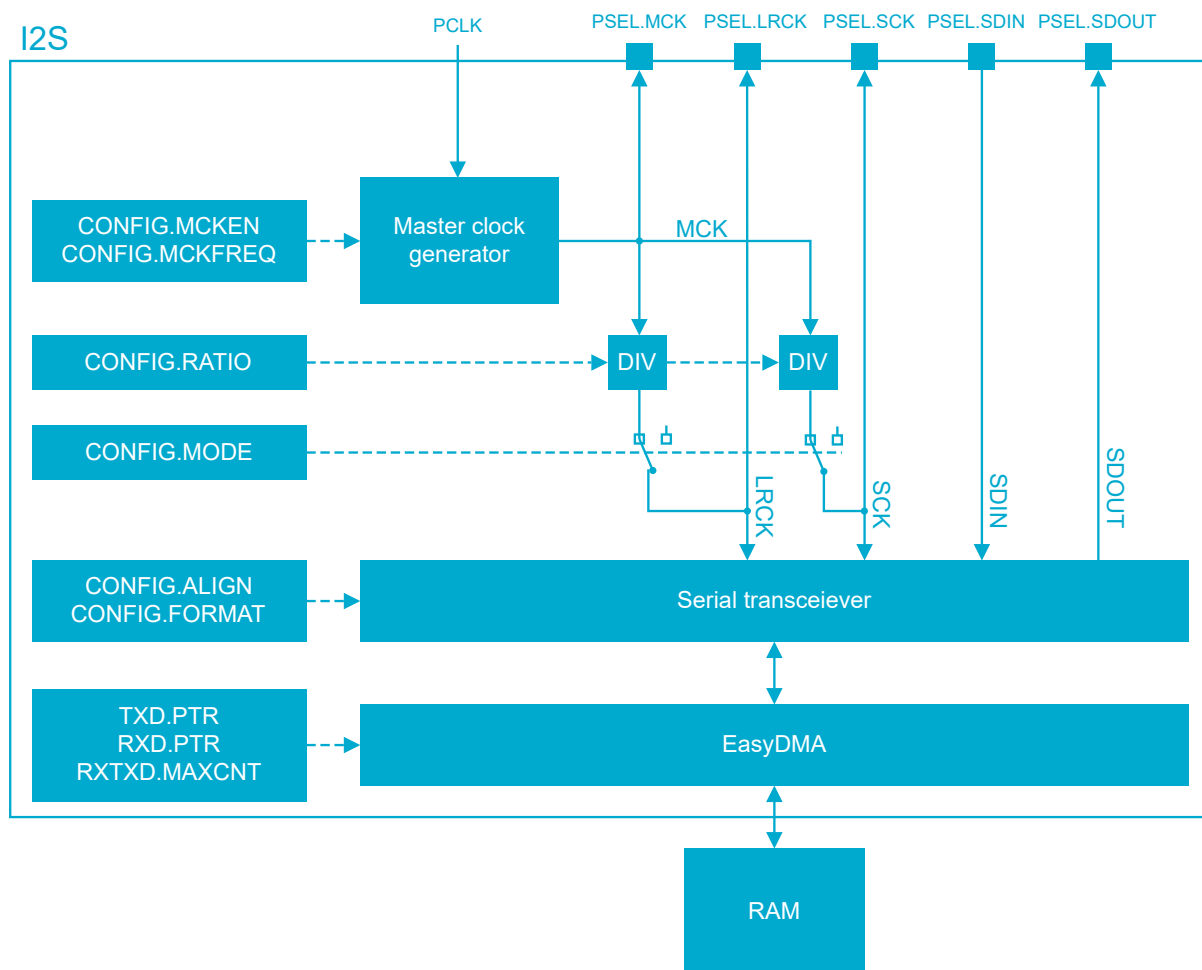 I2S
PCLK
PSEL.MCK
PSEL.LRCK
PSEL.SCK
PSEL.SDIN
PSEL.SDOUT
CONFIG.MCKEN
CONFIG.MCKFREQ
Master clock
generator
MCK
CONFIG.RATIO
DIV
DIV
CONFIG.MODE
LRCK
SCK
SDIN
SDOUT
CONFIG.ALIGN
CONFIG.FORMAT
Serial transceiever
TXD.PTR
RXD.PTR
RXTXD.MAXCNT
EasyDMA
RAM